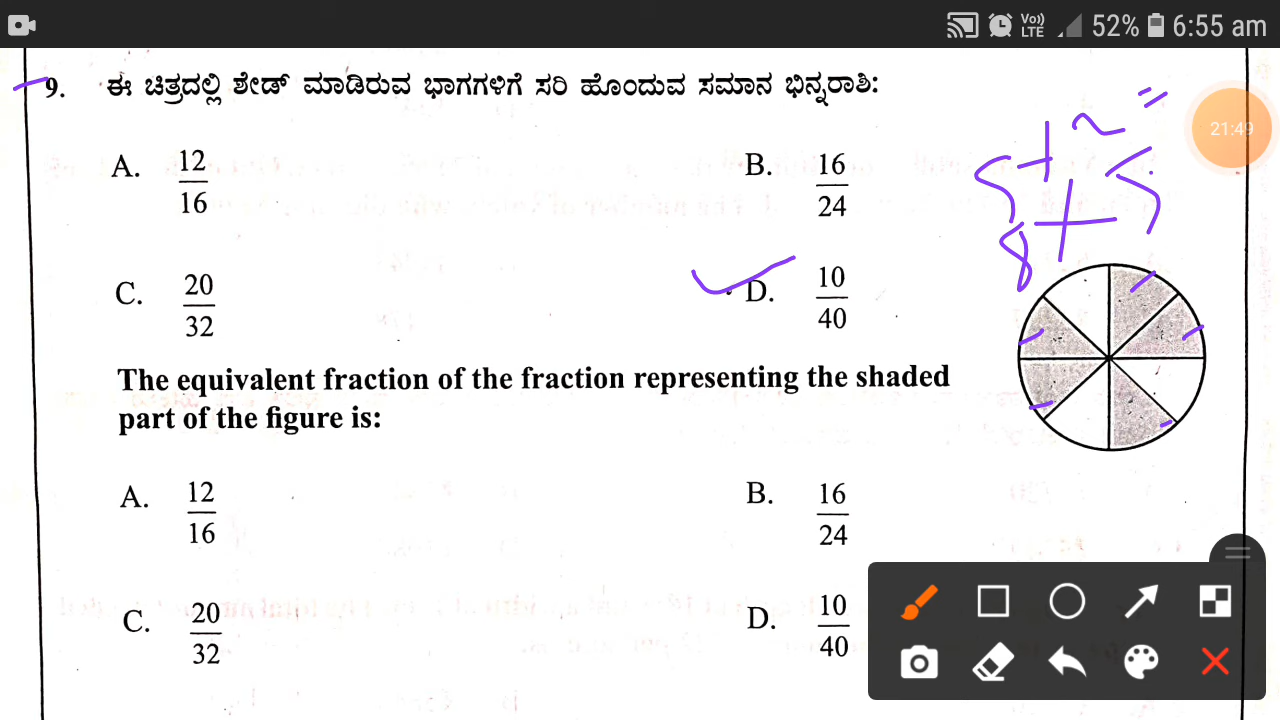 Vo)) LTE 52% 6:55 am
9. ಈ ಚಿತ್ರದಲ್ಲಿ ಶೇಡ್ ಮಾಡಿರುವ ಭಾಗಗಳಿಗೆ ಸರಿ ಹೊಂದುವ ಸಮಾನ ಭಿನ್ನರಾಶಿ:
21:49
A. 12/16 B. 16/24
C. 20/32 D. 10/40
The equivalent fraction of the fraction representing the shaded
part of the figure is:
A. 12/16 B. 16/24
C. 20/32 D. 10/40